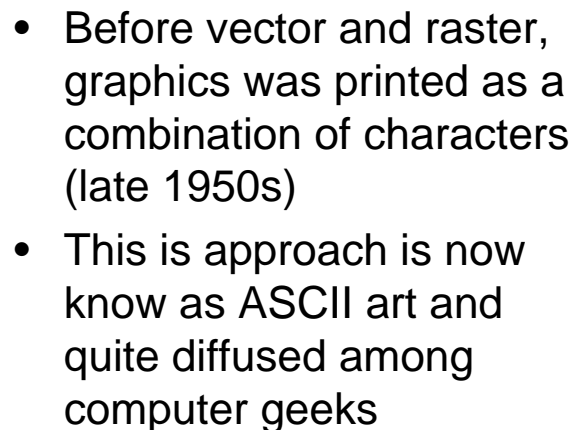 • Before vector and raster,
graphics was printed as a
combination of characters
(late 1950s)
• This is approach is now
know as ASCII art and
quite diffused among
computer geeks